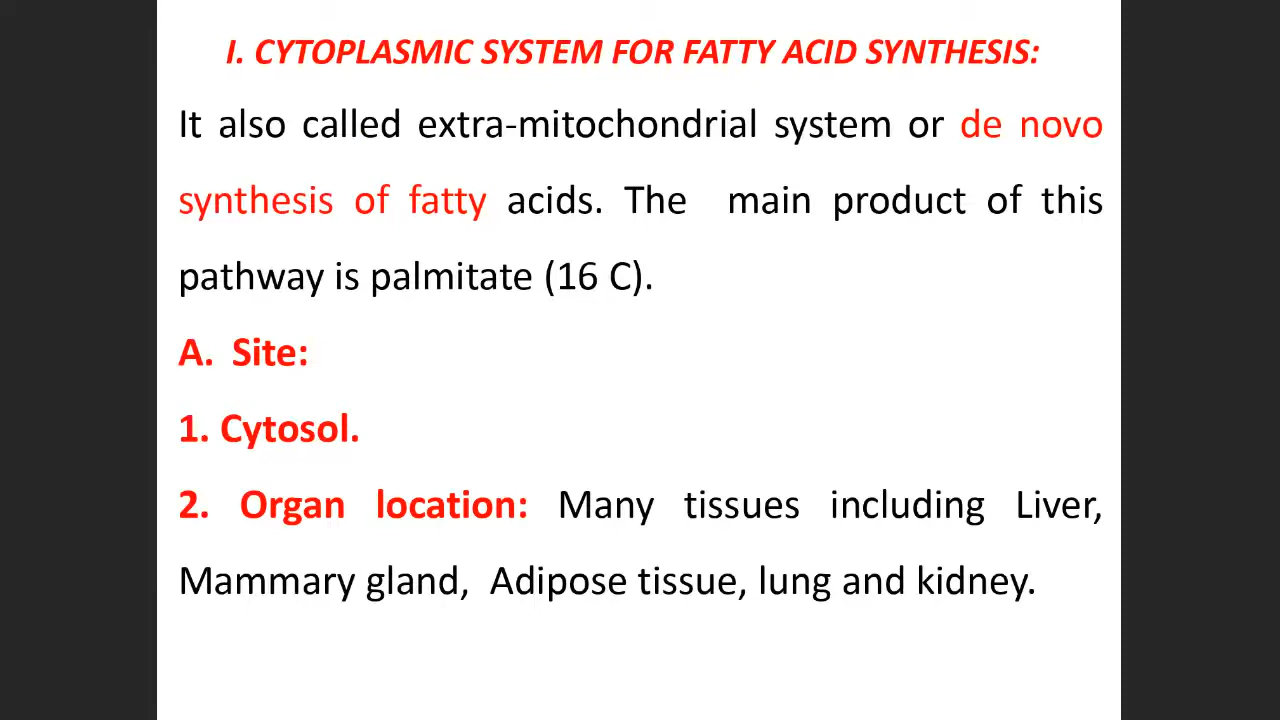 I. CYTOPLASMIC SYSTEM FOR FATTY ACID SYNTHESIS:
It also called extra-mitochondrial system or de novo
synthesis of fatty acids. The main product of this
pathway is palmitate (16 C).
A. Site:
1. Cytosol.
2. Organ location: Many tissues including Liver,
Mammary gland, Adipose tissue, lung and kidney.